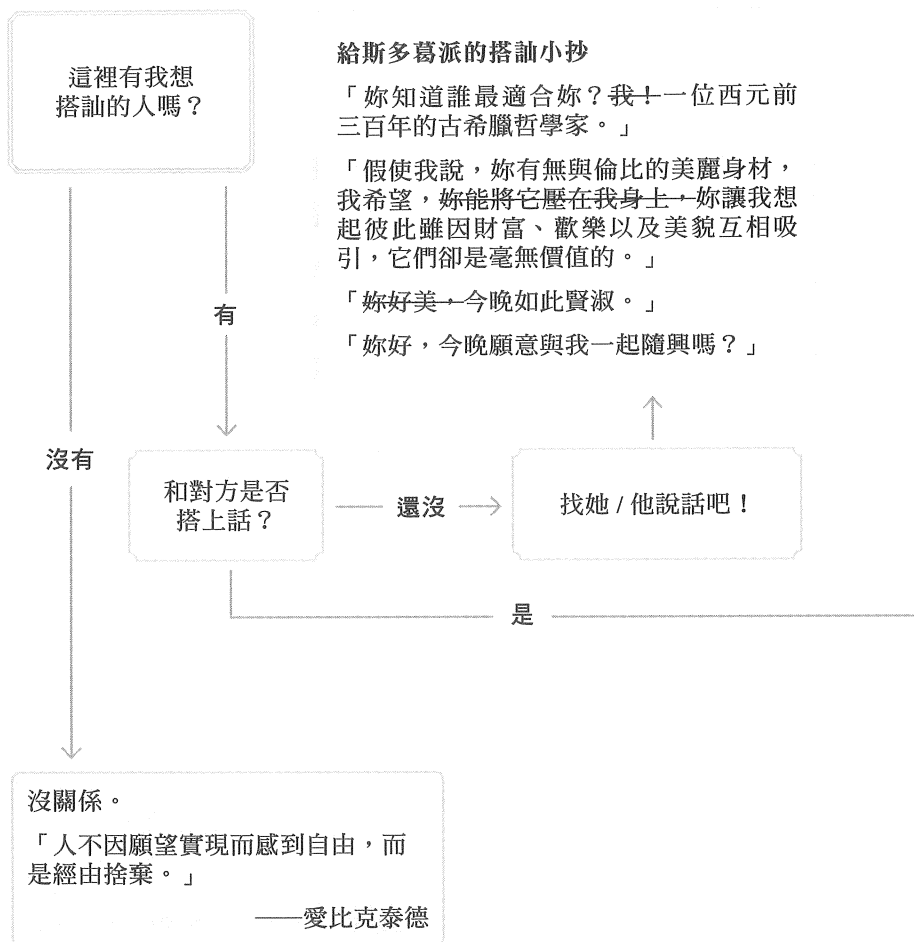 這裡有我想
搭訕的人嗎？
給斯多葛派的搭訕小抄
「妳知道誰最適合妳？我！一位西元前
三百年的古希臘哲學家。」
「假使我說，妳有無與倫比的美麗身材，
我希望，妳能將它壓在我身上，妳讓我想
起彼此雖因財富、歡樂以及美貌互相吸
引，它們卻是毫無價值的。」
「妳好美，今晚如此賢淑。」
「妳好，今晚願意與我一起隨興嗎？」
有
沒有
和對方是否
搭上話？
還沒
找她 / 他說話吧！
是
沒關係。
「人不因願望實現而感到自由，而
是經由捨棄。」
——愛比克泰德